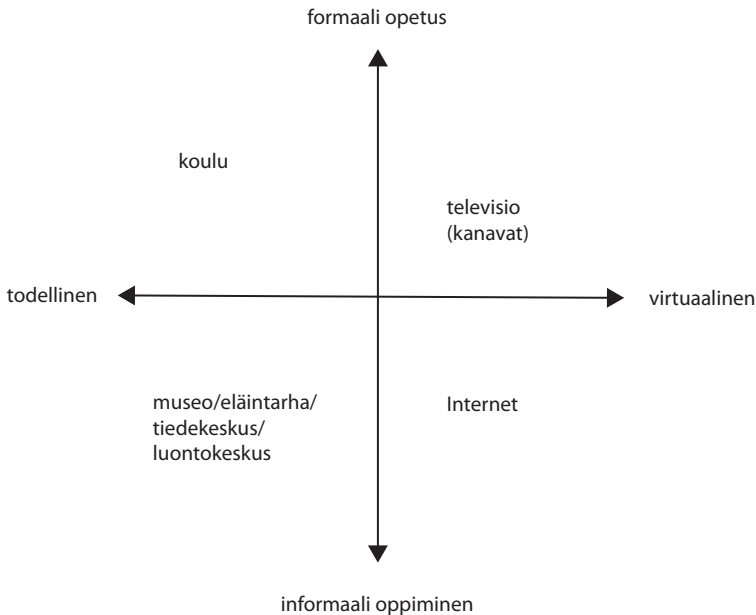 formaali opetus
koulu
televisio
(kanavat)
todellinen
virtuaalinen
museo/eläintarha/
tiedekeskus/
luontokeskus
Internet
informaali oppiminen